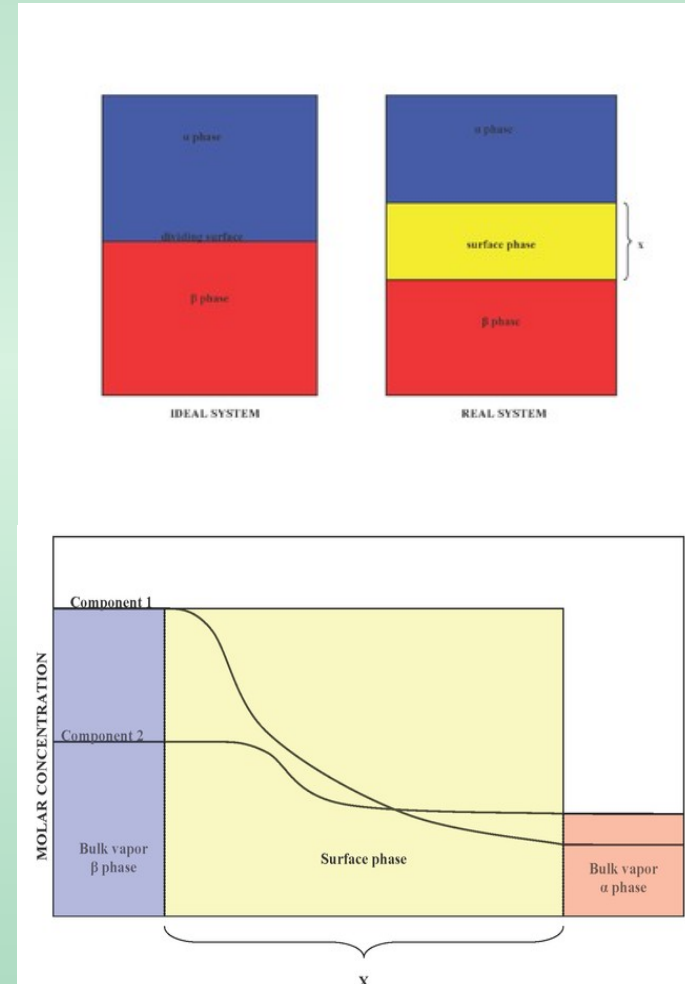 α phase
dividing surface
β phase
IDEAL SYSTEM
α phase
surface phase
x
β phase
REAL SYSTEM
MOLAR CONCENTRATION
Component 1
Component 2
Bulk vapor
β phase
Surface phase
Bulk vapor
α phase
X